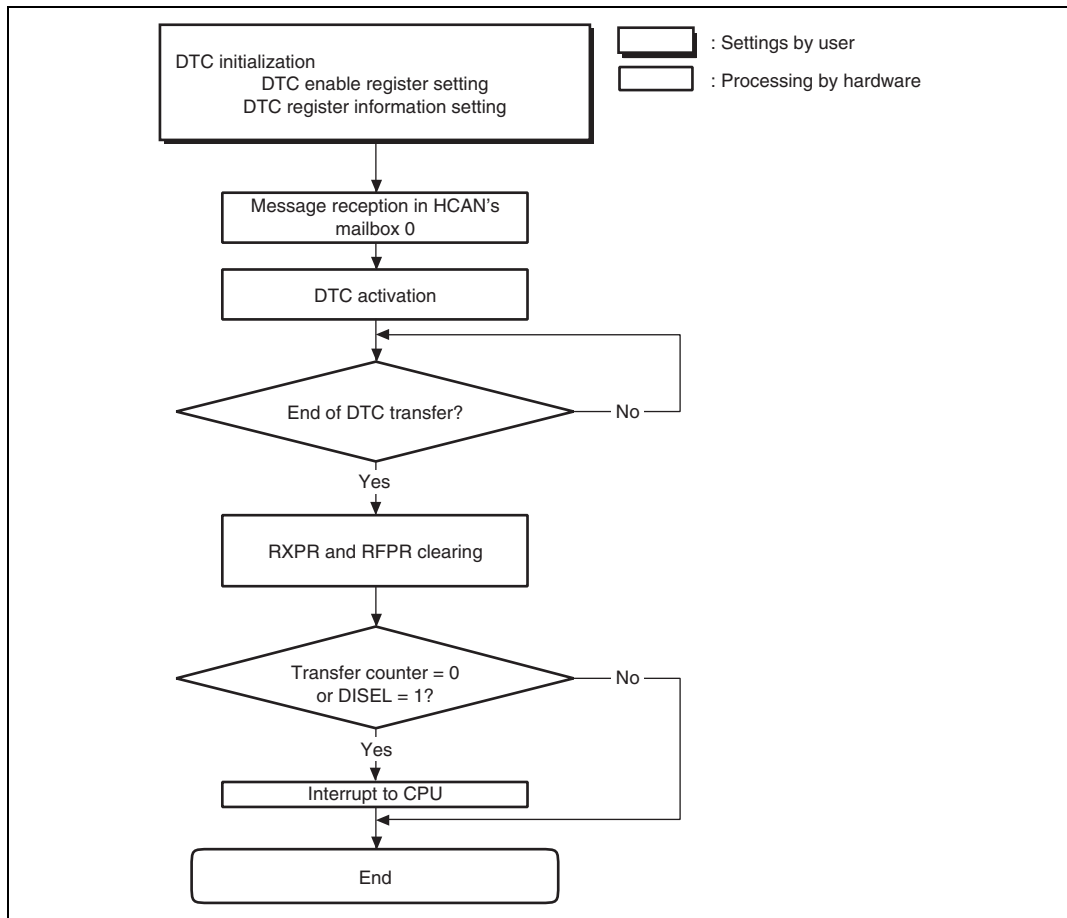 DTC initialization
DTC enable register setting
DTC register information setting
: Settings by user
: Processing by hardware
Message reception in HCAN's
mailbox 0
DTC activation
End of DTC transfer?
No
Yes
RXPR and RFPR clearing
Transfer counter = 0
or DISEL = 1?
No
Yes
Interrupt to CPU
End